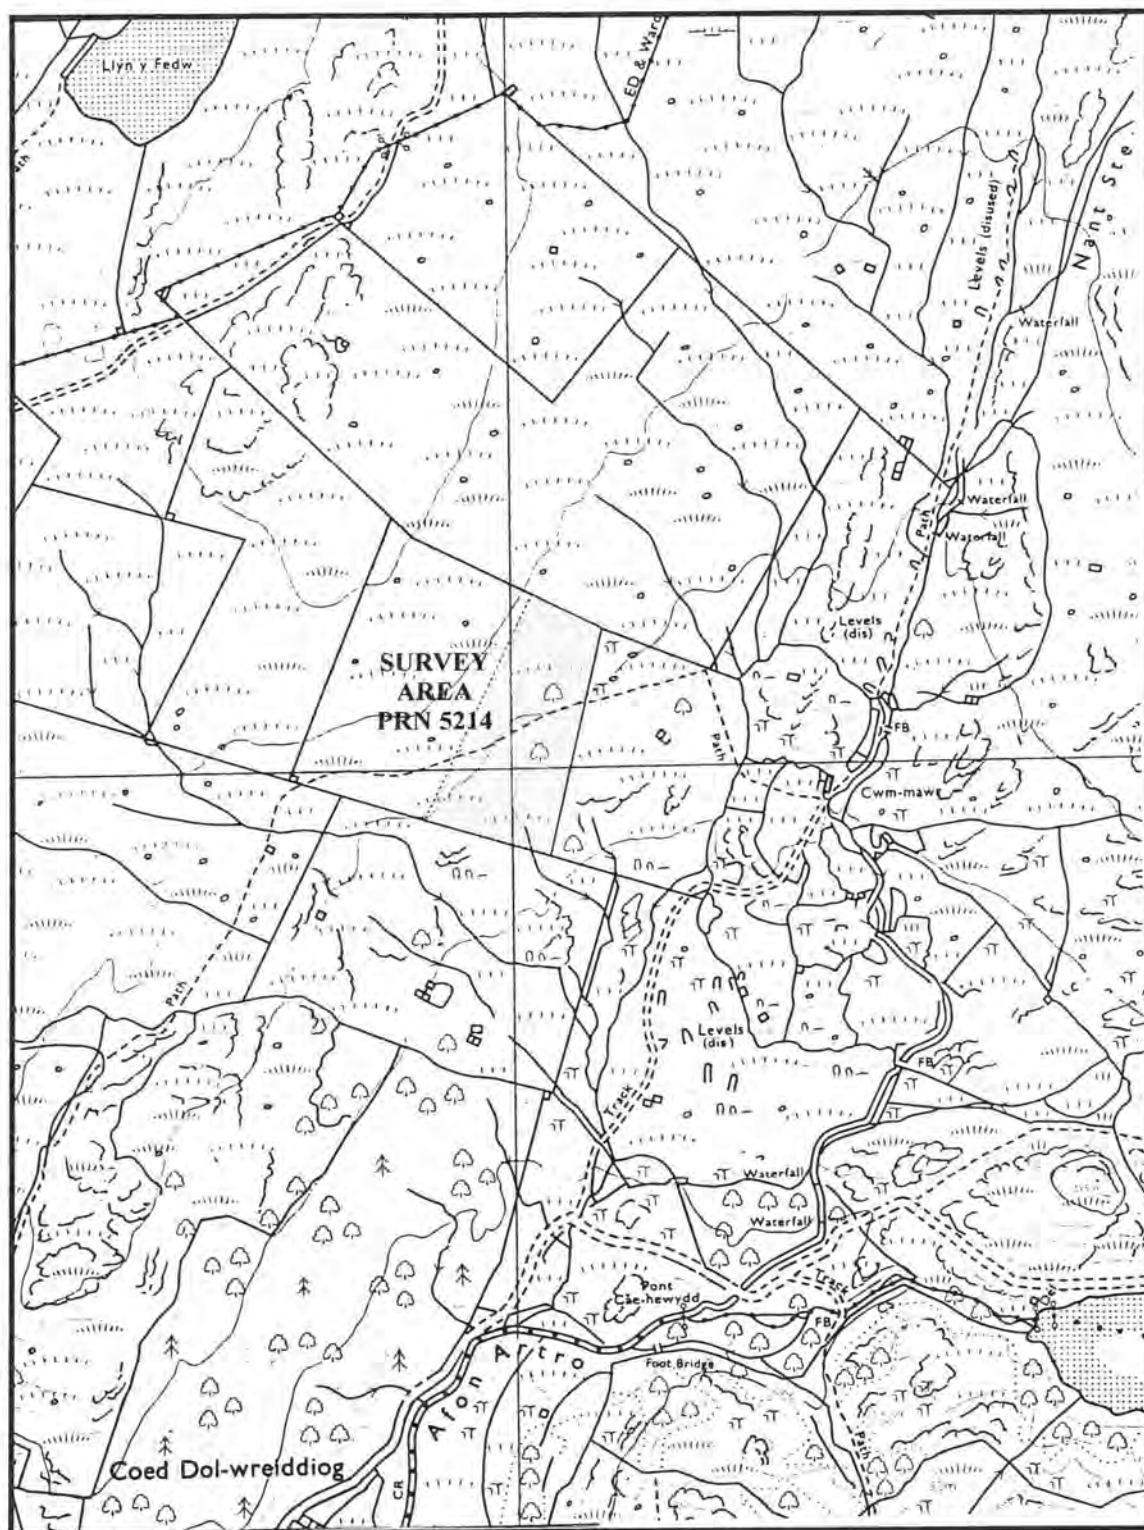 Llyn y Fedw
ED & Ward
Path
Levels (disused)
Nant Ste
Waterfall
Waterfall
Path
Waterfall
Levels
(dis)
SURVEY
AREA
PRN 5214
Path
FB
Cwm-mawr
Path
Levels
(dis)
FB
Track
Waterfall
Waterfall
Track
Pont
Cae-hewydd
FB
Afon Artro
Foot Bridge
Path
Coed Dol-wreiddiog
CR